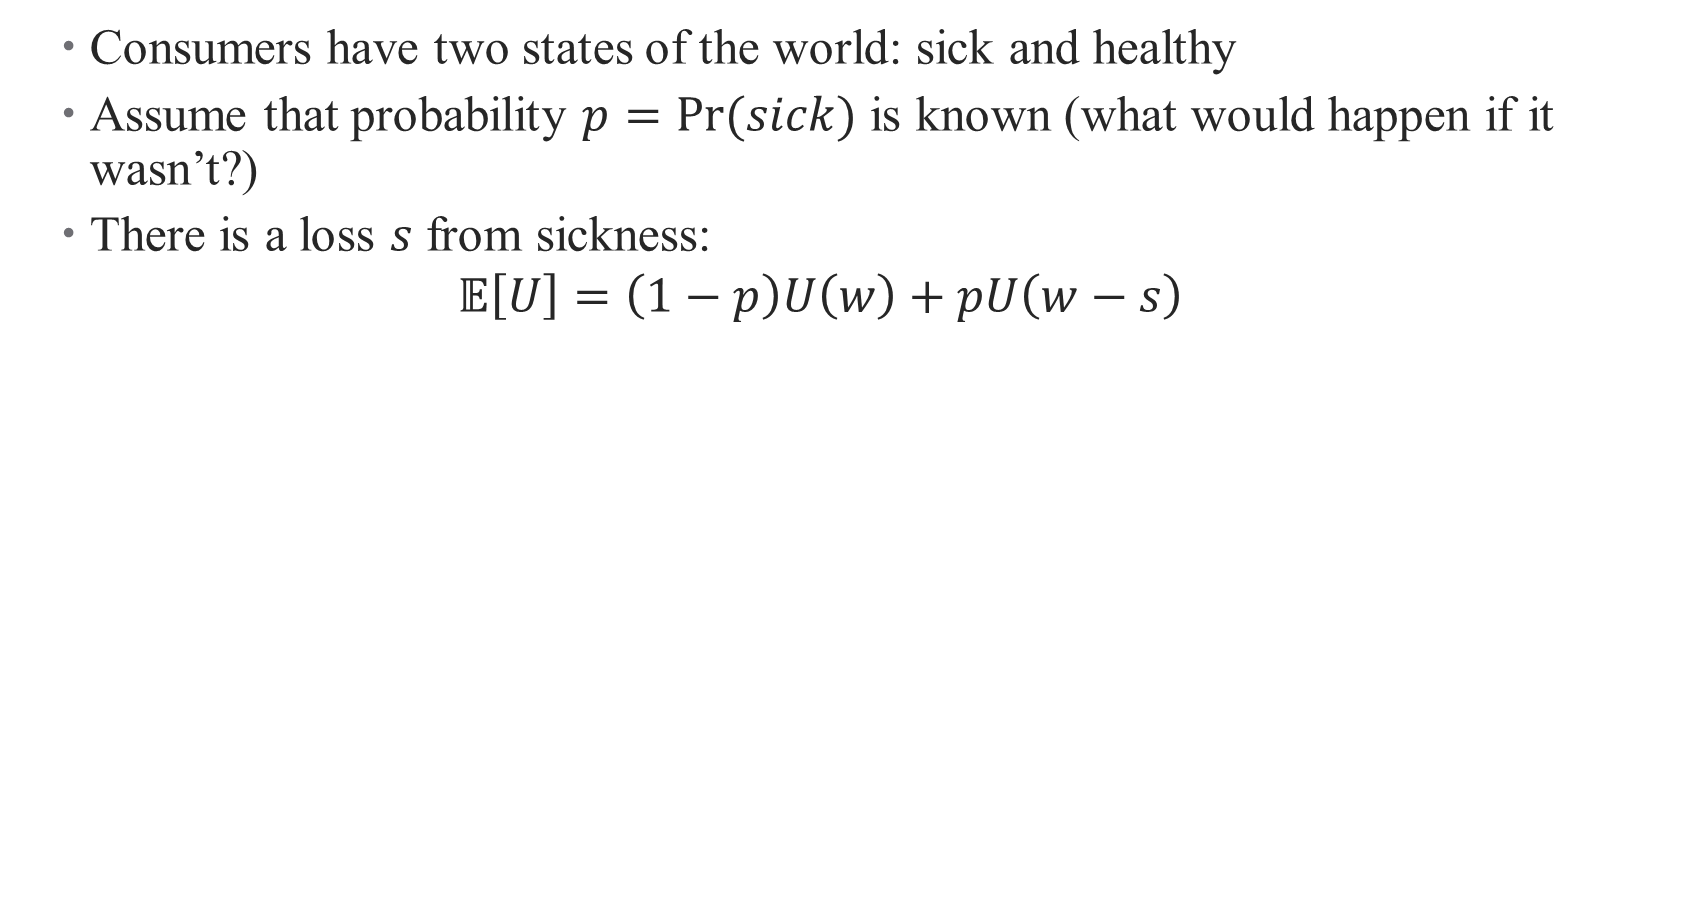 • Consumers have two states of the world: sick and healthy
• Assume that probability 𝑝 = Pr(𝑠𝑖𝑐𝑘) is known (what would happen if it
wasn’t?)
• There is a loss 𝑠 from sickness:
𝔼[𝑈] = (1 − 𝑝)𝑈(𝑤) + 𝑝𝑈(𝑤 − 𝑠)